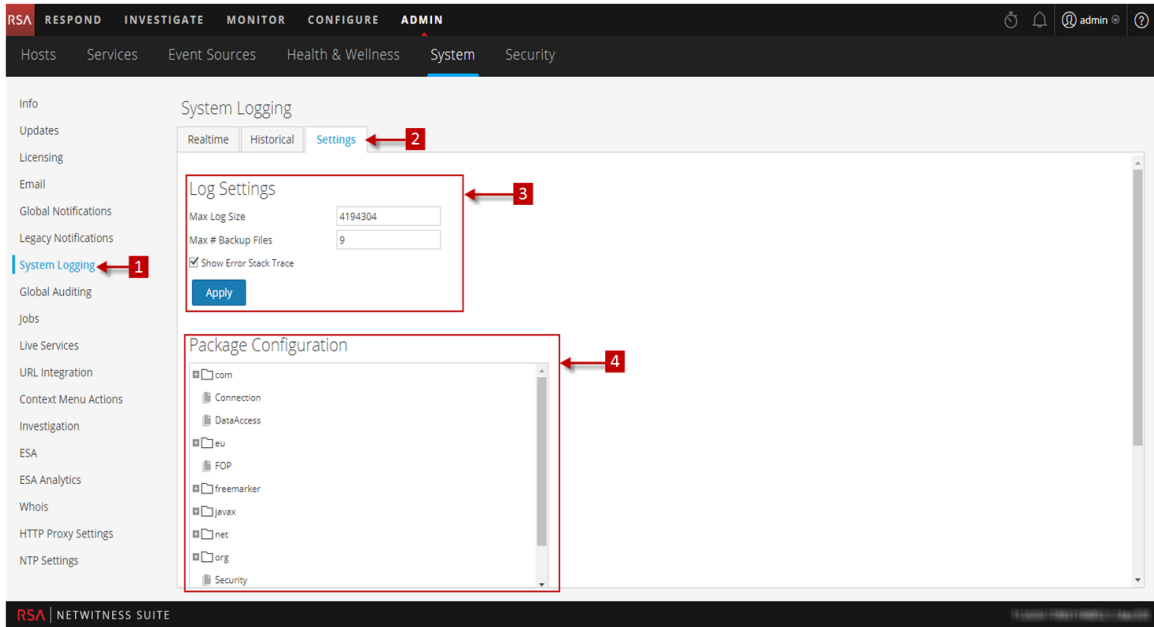 RSA RESPOND INVESTIGATE MONITOR CONFIGURE ADMIN admin ?
Hosts Services Event Sources Health & Wellness System Security
Info
Updates
Licensing
Email
Global Notifications
Legacy Notifications
System Logging 1
Global Auditing
Jobs
Live Services
URL Integration
Context Menu Actions
Investigation
ESA
ESA Analytics
Whois
HTTP Proxy Settings
NTP Settings
System Logging
Realtime Historical Settings 2
Log Settings 3
Max Log Size 4194304
Max # Backup Files 9
Show Error Stack Trace
Apply
Package Configuration 4
com
Connection
DataAccess
eu
FOP
freemarker
javax
net
org
Security
RSA NETWITNESS SUITE